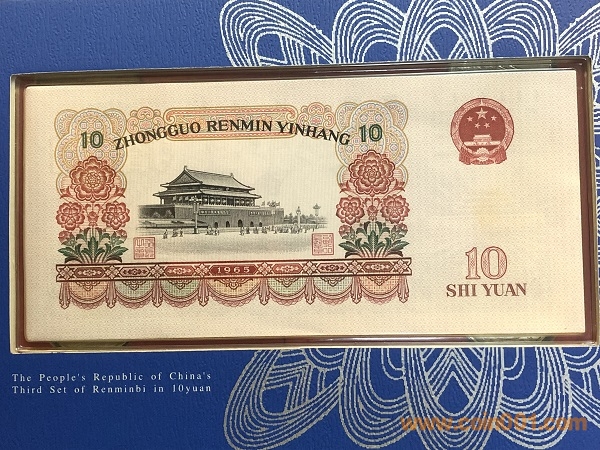 10 ZHONGGUO RENMIN YINHANG 10
1965
10
SHI YUAN
The People's Republic of China's
Third Set of Renminbi in 10yuan
www.coin001.com